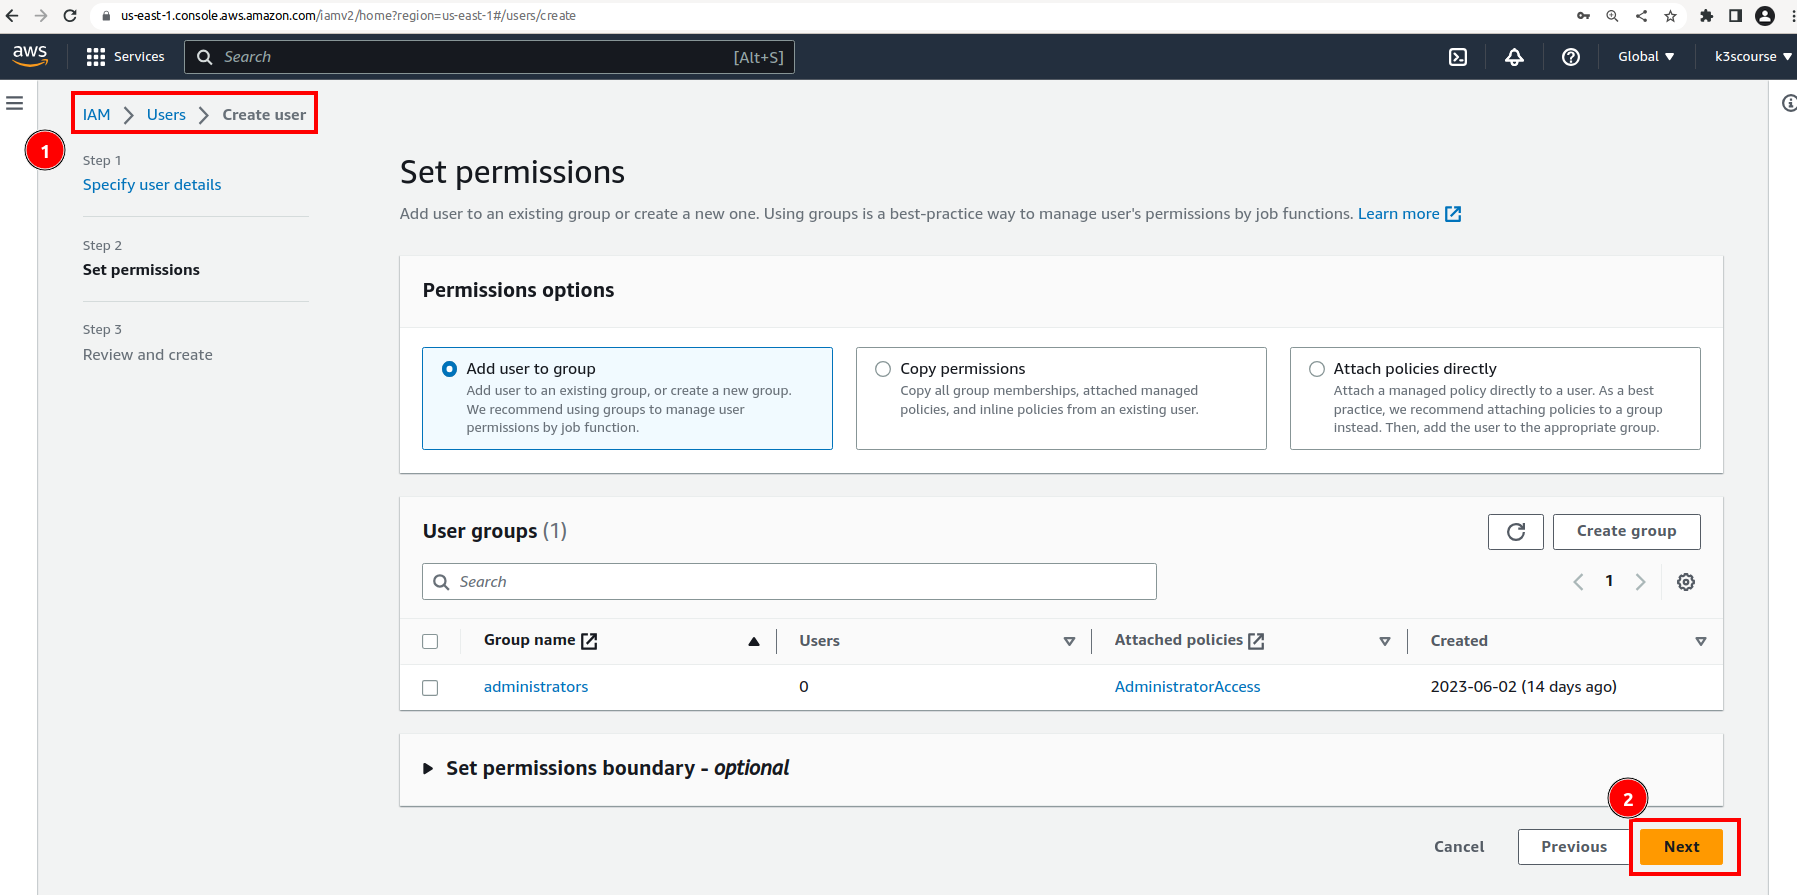 us-east-1.console.aws.amazon.com/iamv2/home?region=us-east-1#/users/create
aws
Services
Search
[Alt+S]
Global
k3scourse
IAM
Users
Create user
1
Step 1
Specify user details
Step 2
Set permissions
Step 3
Review and create
Set permissions
Add user to an existing group or create a new one. Using groups is a best-practice way to manage user's permissions by job functions. Learn more
Permissions options
Add user to group
Add user to an existing group, or create a new group.
We recommend using groups to manage user
permissions by job function.
Copy permissions
Copy all group memberships, attached managed
policies, and inline policies from an existing user.
Attach policies directly
Attach a managed policy directly to a user. As a best
practice, we recommend attaching policies to a group
instead. Then, add the user to the appropriate group.
User groups (1)
Create group
Search
1
Group name
Users
Attached policies
Created
administrators
0
AdministratorAccess
2023-06-02 (14 days ago)
Set permissions boundary - optional
2
Cancel
Previous
Next